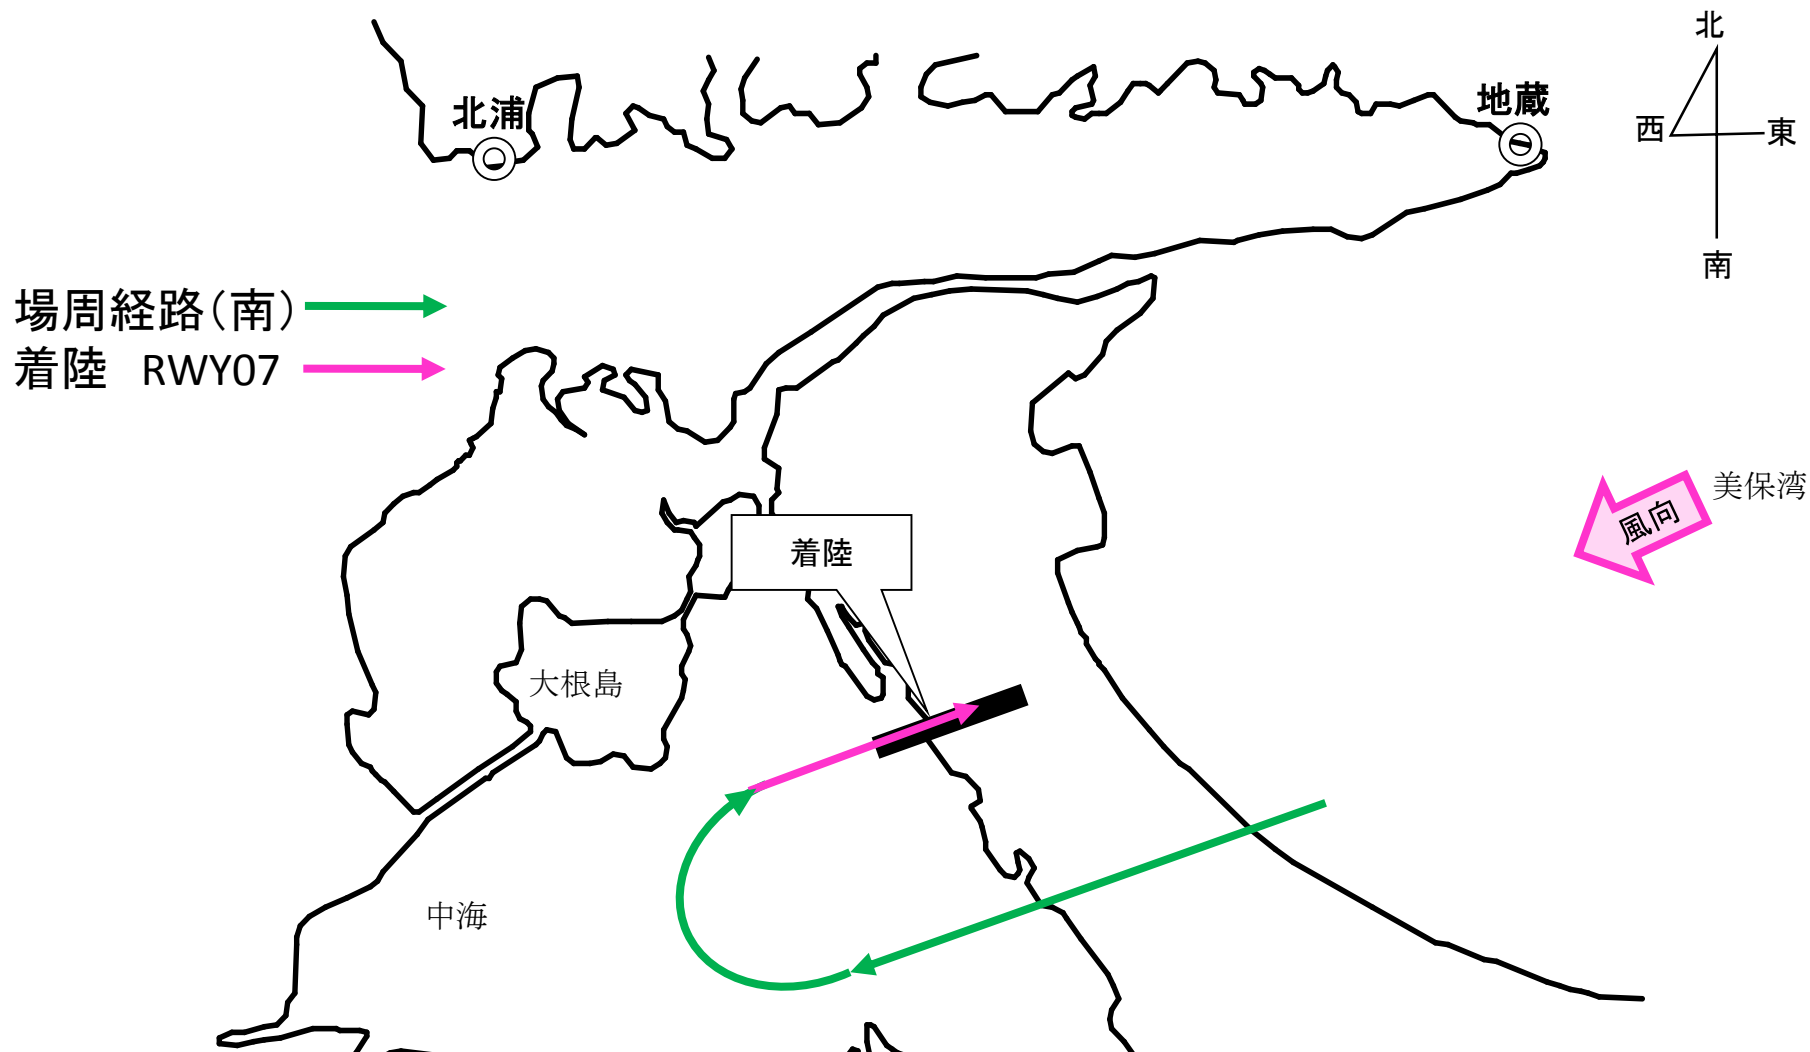 北
北浦
地蔵
西
東
南
場周経路(南)
着陸 RWY07
美保湾
風向
着陸
大根島
中海